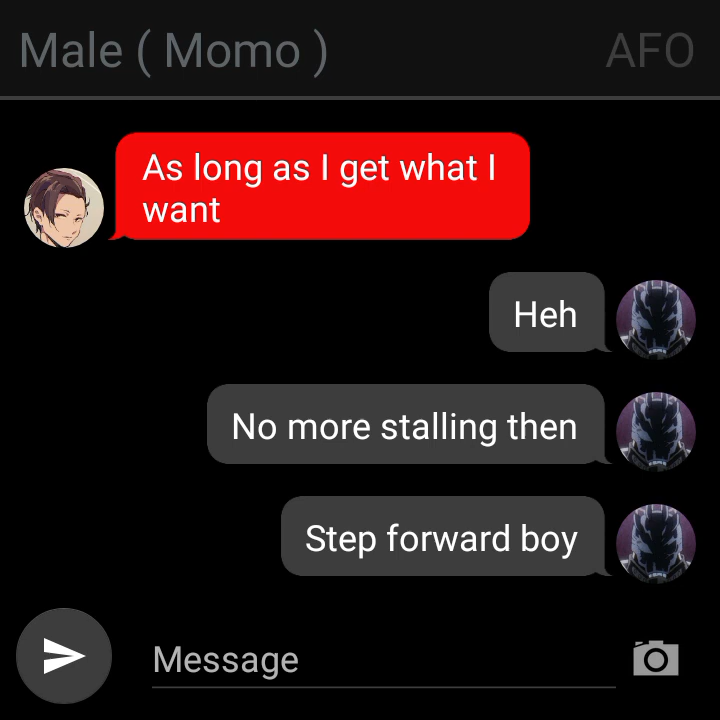 Male ( Momo )
AFO
As long as I get what I
want
Heh
No more stalling then
Step forward boy
Message